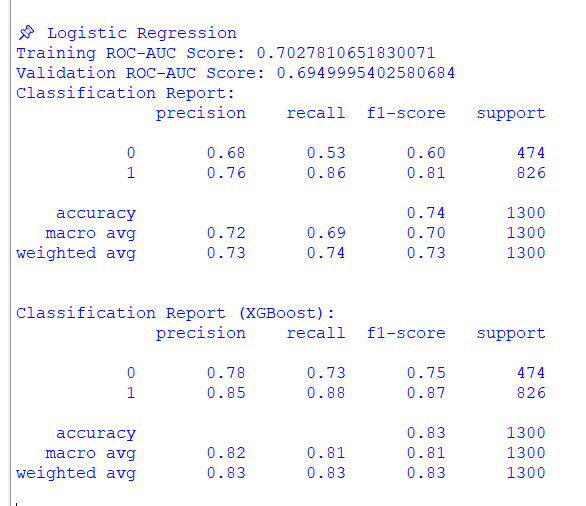 📌 Logistic Regression
Training ROC-AUC Score: 0.7027810651830071
Validation ROC-AUC Score: 0.6949995402580684
Classification Report:
              precision    recall  f1-score   support

           0       0.68      0.53      0.60       474
           1       0.76      0.86      0.81       826

    accuracy                           0.74      1300
   macro avg       0.72      0.69      0.70      1300
weighted avg       0.73      0.74      0.73      1300


Classification Report (XGBoost):
              precision    recall  f1-score   support

           0       0.78      0.73      0.75       474
           1       0.85      0.88      0.87       826

    accuracy                           0.83      1300
   macro avg       0.82      0.81      0.81      1300
weighted avg       0.83      0.83      0.83      1300